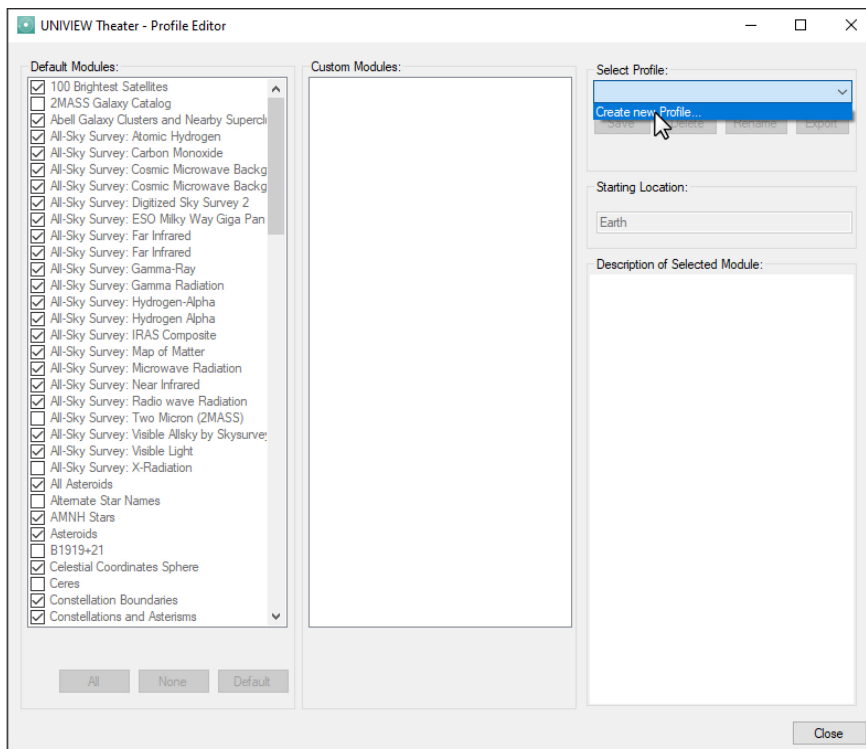 UNIVIEW Theater - Profile Editor
Default Modules:
100 Brightest Satellites
2MASS Galaxy Catalog
Abell Galaxy Clusters and Nearby Superclu
All-Sky Survey: Atomic Hydrogen
All-Sky Survey: Carbon Monoxide
All-Sky Survey: Cosmic Microwave Backg
All-Sky Survey: Cosmic Microwave Backg
All-Sky Survey: Digitized Sky Survey 2
All-Sky Survey: ESO Milky Way Giga Pan
All-Sky Survey: Far Infrared
All-Sky Survey: Far Infrared
All-Sky Survey: Gamma-Ray
All-Sky Survey: Gamma Radiation
All-Sky Survey: Hydrogen-Alpha
All-Sky Survey: Hydrogen Alpha
All-Sky Survey: IRAS Composite
All-Sky Survey: Map of Matter
All-Sky Survey: Microwave Radiation
All-Sky Survey: Near Infrared
All-Sky Survey: Radio wave Radiation
All-Sky Survey: Two Micron (2MASS)
All-Sky Survey: Visible Allsky by Skysurvey
All-Sky Survey: Visible Light
All-Sky Survey: X-Radiation
All Asteroids
Alternate Star Names
AMNH Stars
Asteroids
B1919+21
Celestial Coordinates Sphere
Ceres
Constellation Boundaries
Constellations and Asterisms
All None Default
Custom Modules:
Select Profile:
Create new Profile...
Save Delete Rename Export
Starting Location:
Earth
Description of Selected Module:
Close